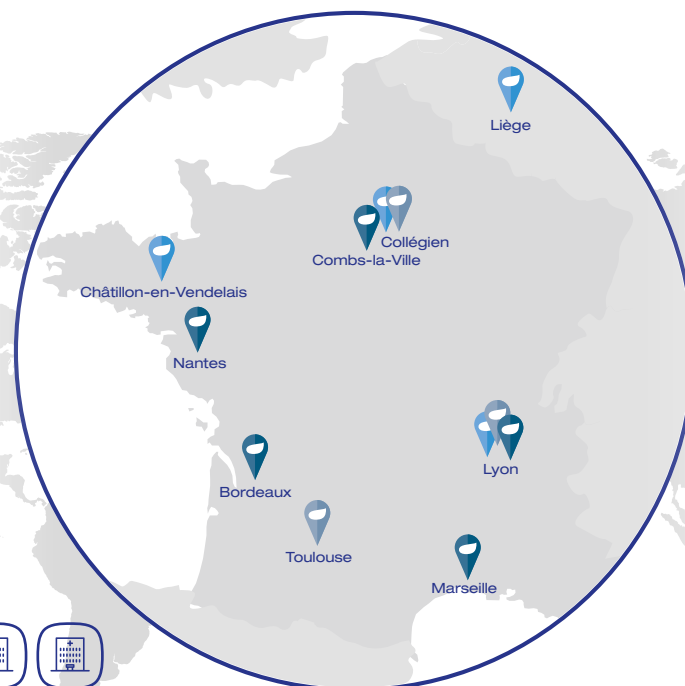 Liège
Collégien
Combs-la-Ville
Châtillon-en-Vendelais
Nantes
Lyon
Bordeaux
Toulouse
Marseille